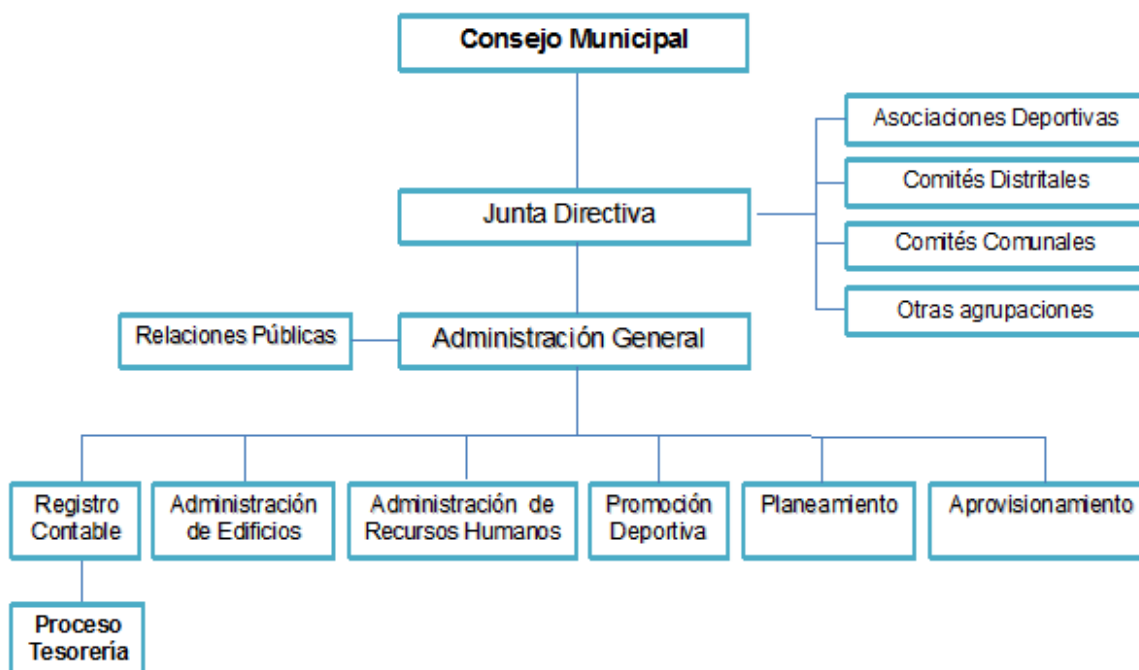 Consejo Municipal
Asociaciones Deportivas
Comités Distritales
Junta Directiva
Comités Comunales
Otras agrupaciones
Relaciones Públicas
Administración General
Registro
Contable
Administración
de Edificios
Administración de
Recursos Humanos
Promoción
Deportiva
Planeamiento
Aprovisionamiento
Proceso
Tesorería